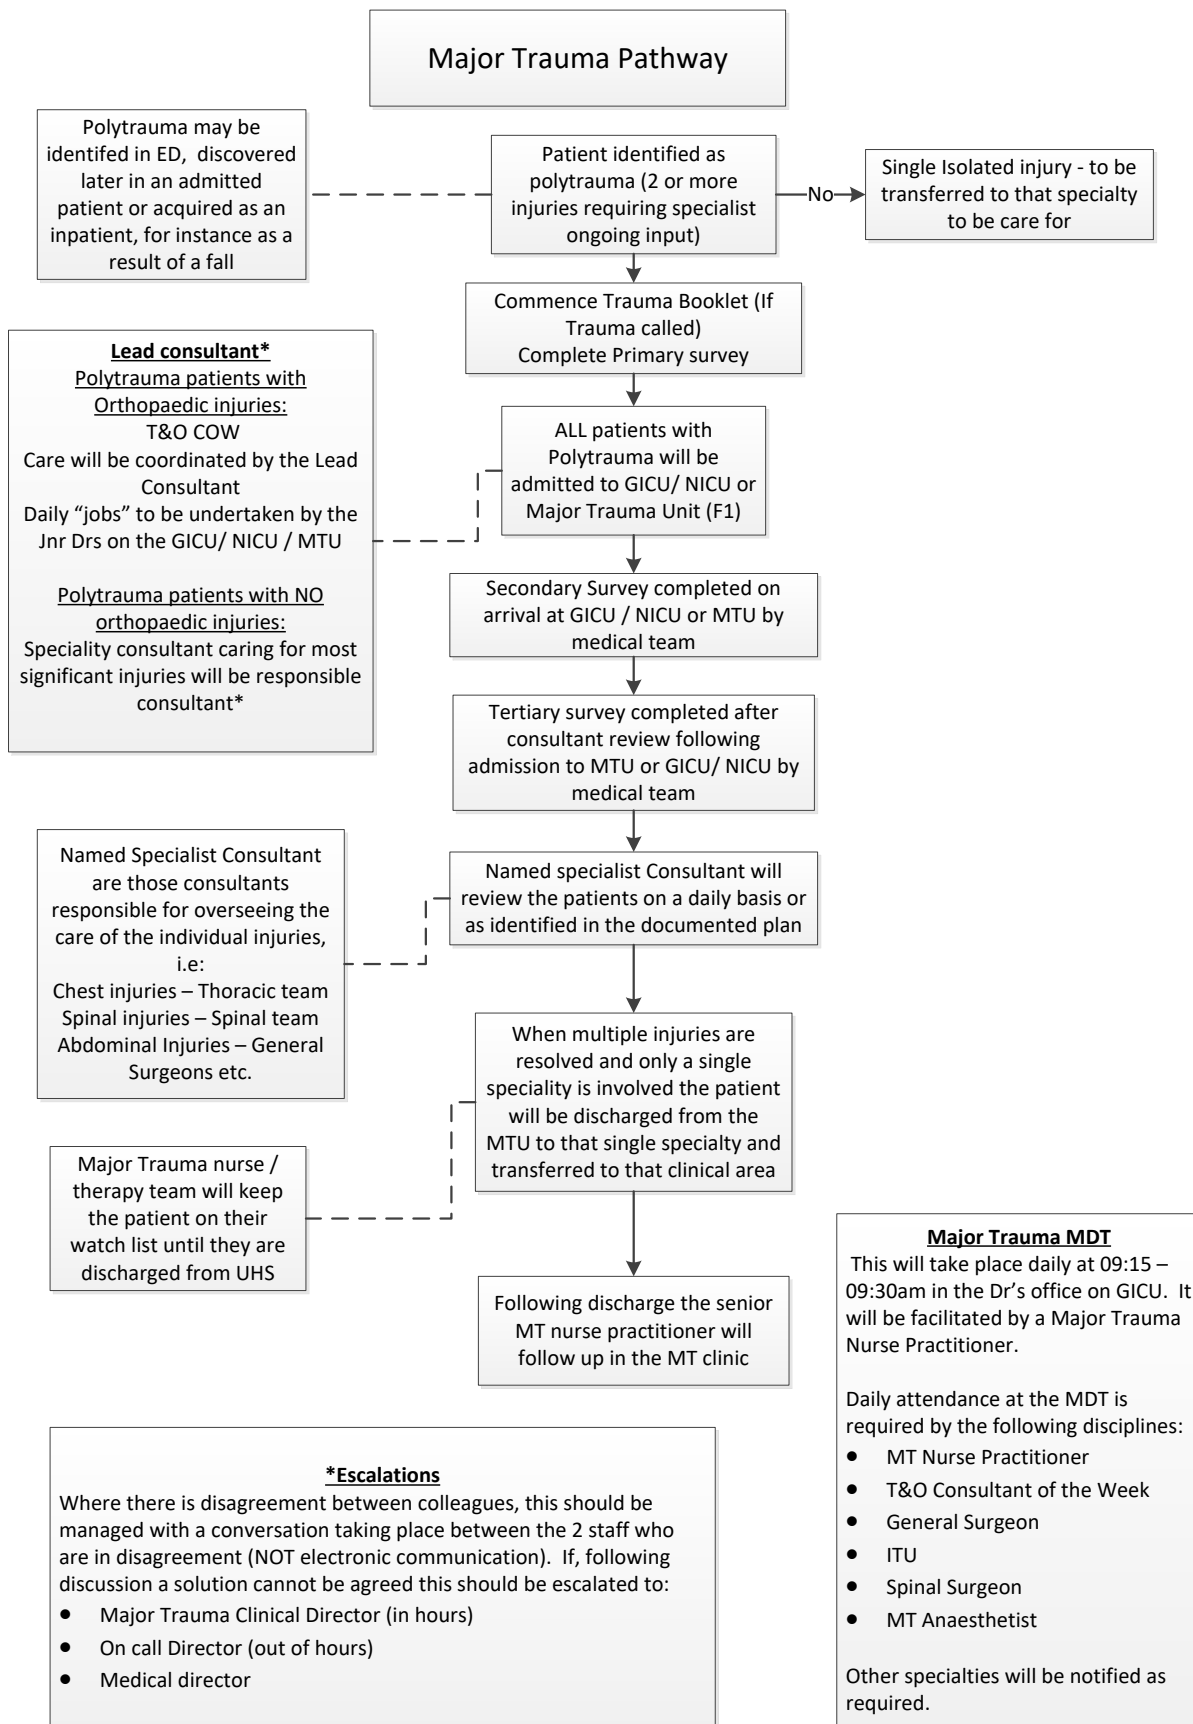 Major Trauma Pathway
Polytrauma may be
identifed in ED,  discovered
later in an admitted
patient or acquired as an
inpatient, for instance as a
result of a fall
Patient identified as
polytrauma (2 or more
injuries requiring specialist
ongoing input)
No
Single Isolated injury - to be
transferred to that specialty
to be care for
Commence Trauma Booklet (If
Trauma called)
Complete Primary survey
Lead consultant*
Polytrauma patients with
Orthopaedic injuries:
T&O COW
Care will be coordinated by the Lead
Consultant
Daily “jobs” to be undertaken by the
Jnr Drs on the GICU/ NICU / MTU
Polytrauma patients with NO
orthopaedic injuries:
Speciality consultant caring for most
significant injuries will be responsible
consultant*
ALL patients with
Polytrauma will be
admitted to GICU/ NICU or
Major Trauma Unit (F1)
Secondary Survey completed on
arrival at GICU / NICU or MTU by
medical team
Tertiary survey completed after
consultant review following
admission to MTU or GICU/ NICU by
medical team
Named Specialist Consultant
are those consultants
responsible for overseeing the
care of the individual injuries,
i.e:
Chest injuries – Thoracic team
Spinal injuries – Spinal team
Abdominal Injuries – General
Surgeons etc.
Named specialist Consultant will
review the patients on a daily basis or
as identified in the documented plan
When multiple injuries are
resolved and only a single
speciality is involved the patient
will be discharged from the
MTU to that single specialty and
transferred to that clinical area
Major Trauma nurse /
therapy team will keep
the patient on their
watch list until they are
discharged from UHS
Following discharge the senior
MT nurse practitioner will
follow up in the MT clinic
Major Trauma MDT
This will take place daily at 09:15 –
09:30am in the Dr’s office on GICU.  It
will be facilitated by a Major Trauma
Nurse Practitioner.
Daily attendance at the MDT is
required by the following disciplines:
• MT Nurse Practitioner
• T&O Consultant of the Week
• General Surgeon
• ITU
• Spinal Surgeon
• MT Anaesthetist
Other specialties will be notified as
required.
*Escalations
Where there is disagreement between colleagues, this should be
managed with a conversation taking place between the 2 staff who
are in disagreement (NOT electronic communication).  If, following
discussion a solution cannot be agreed this should be escalated to:
• Major Trauma Clinical Director (in hours)
• On call Director (out of hours)
• Medical director